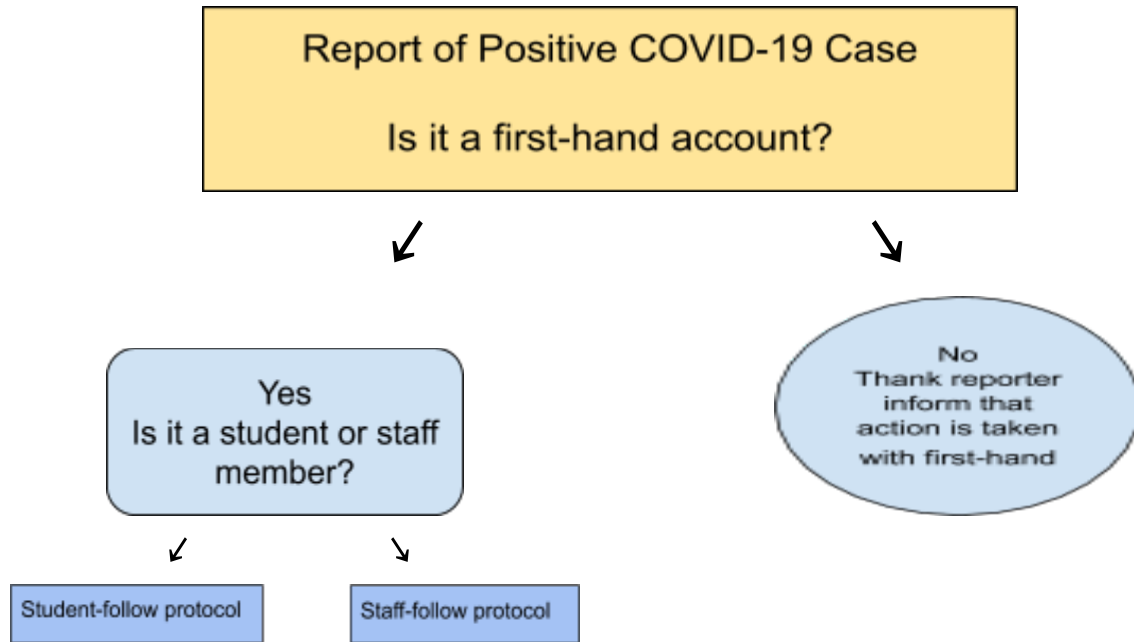 Report of Positive COVID-19 Case
Is it a first-hand account?
Yes
Is it a student or staff
member?
No
Thank reporter
inform that
action is taken
with first-hand
Student-follow protocol
Staff-follow protocol